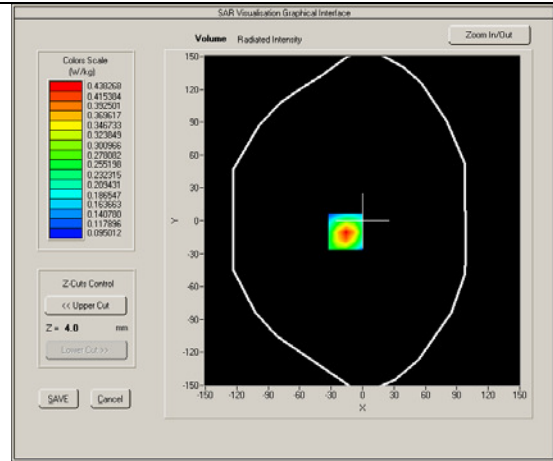 SAR Visualisation Graphical Interface
Volume Radiated Intensity
Zoom In/Out
Colors Scale
(W/kg)
0.438268
0.415384
0.392501
0.369617
0.346733
0.323849
0.300966
0.278082
0.255198
0.232315
0.209431
0.186547
0.163663
0.140780
0.117896
0.095012
Z-Cuts Control
<< Upper Cut
Z = 4.0 mm
Lower Cut >>
SAVE Cancel
150
120
90
60
30
0
-30
-60
-90
-120
-150
Y
-150 -120 -90 -60 -30 0 30 60 90 120 150
X